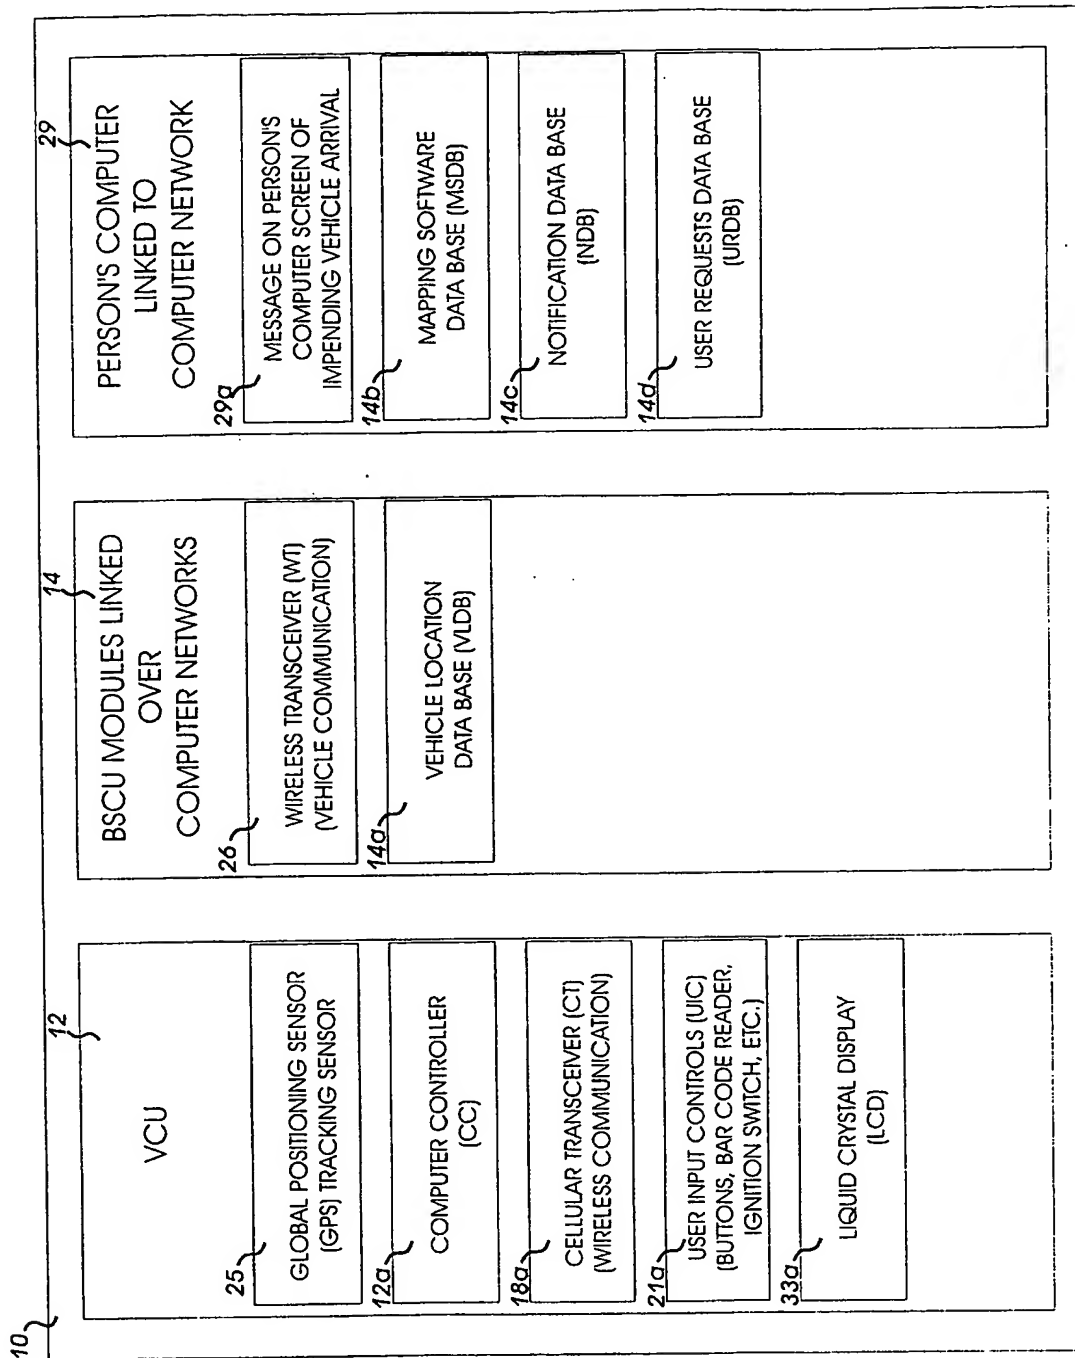 10
12
VCU
25
GLOBAL POSITIONING SENSOR
(GPS) TRACKING SENSOR
12a
COMPUTER CONTROLLER
(CC)
18a
CELLULAR TRANSCEIVER (CT)
(WIRELESS COMMUNICATION)
21a
USER INPUT CONTROLS (UIC)
(BUTTONS, BAR CODE READER,
IGNITION SWITCH, ETC.)
33a
LIQUID CRYSTAL DISPLAY
(LCD)
14
BSCU MODULES LINKED
OVER
COMPUTER NETWORKS
26
WIRELESS TRANSCEIVER (WT)
(VEHICLE COMMUNICATION)
14a
VEHICLE LOCATION
DATA BASE (VLDB)
29
PERSON'S COMPUTER
LINKED TO
COMPUTER NETWORK
29a
MESSAGE ON PERSON'S
COMPUTER SCREEN OF
IMPENDING VEHICLE ARRIVAL
14b
MAPPING SOFTWARE
DATA BASE (MSDB)
14c
NOTIFICATION DATA BASE
(NDB)
14d
USER REQUESTS DATA BASE
(URDB)